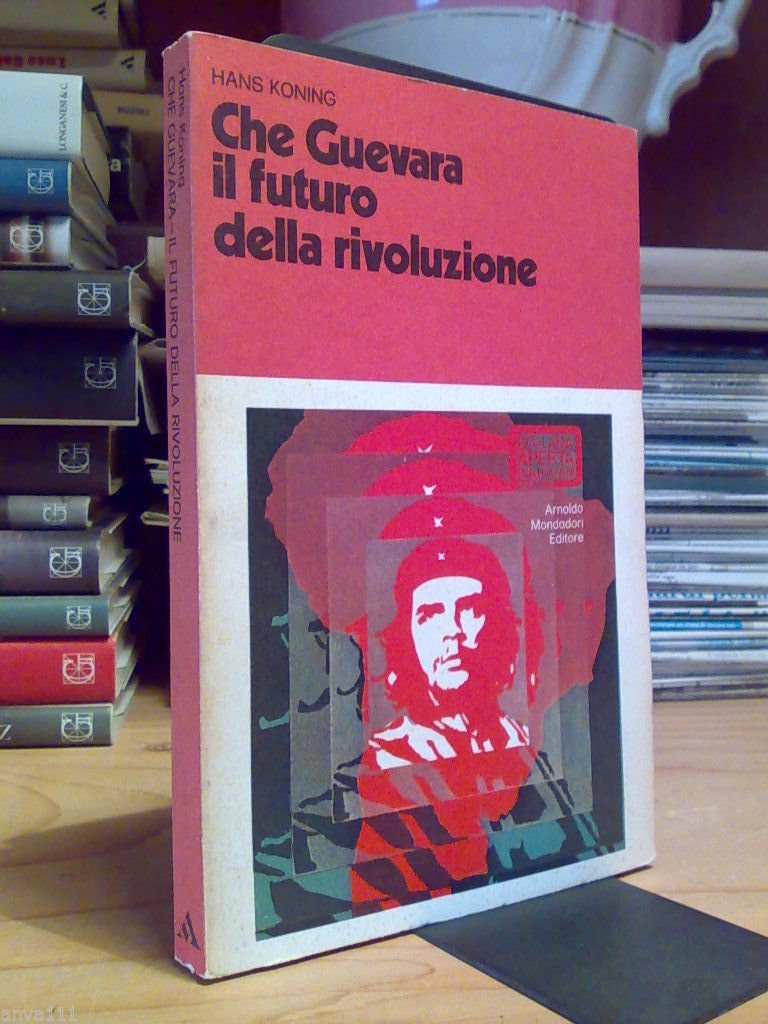 HANS KONING
Che Guevara
il futuro
della rivoluzione
Arnoldo
Mondadori
Editore
Hans Koning
CHE GUEVARA - IL FUTURO DELLA RIVOLUZIONE
LONGANESI & C.
anva111